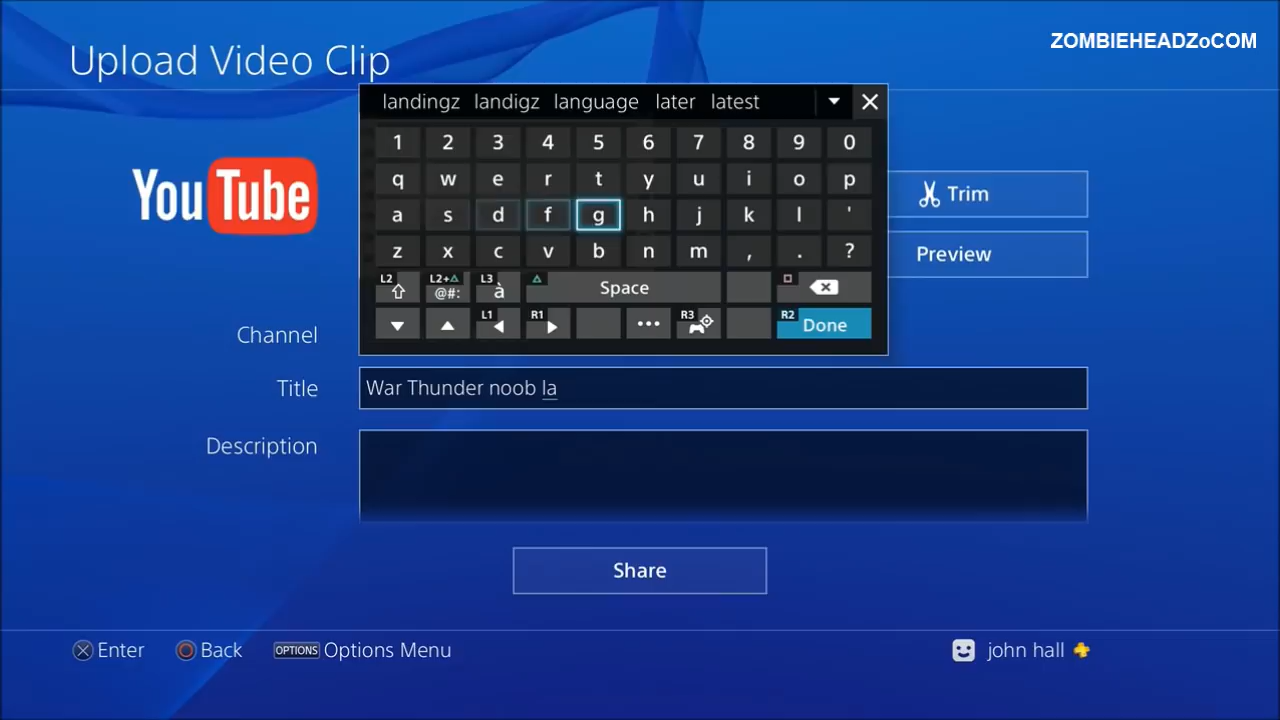 ZOMBIEHEADZoCOM
Upload Video Clip
landingz landigz language later latest
1 2 3 4 5 6 7 8 9 0
q w e r t y u i o p
a s d f g h j k l '
z x c v b n m , . ?
L2 L2+△ @#: L3 à △ Space □
L1 R1 ••• R3 R2 Done
YouTube
Trim
Preview
Channel
Title War Thunder noob la
Description
Share
Enter Back OPTIONS Options Menu john hall